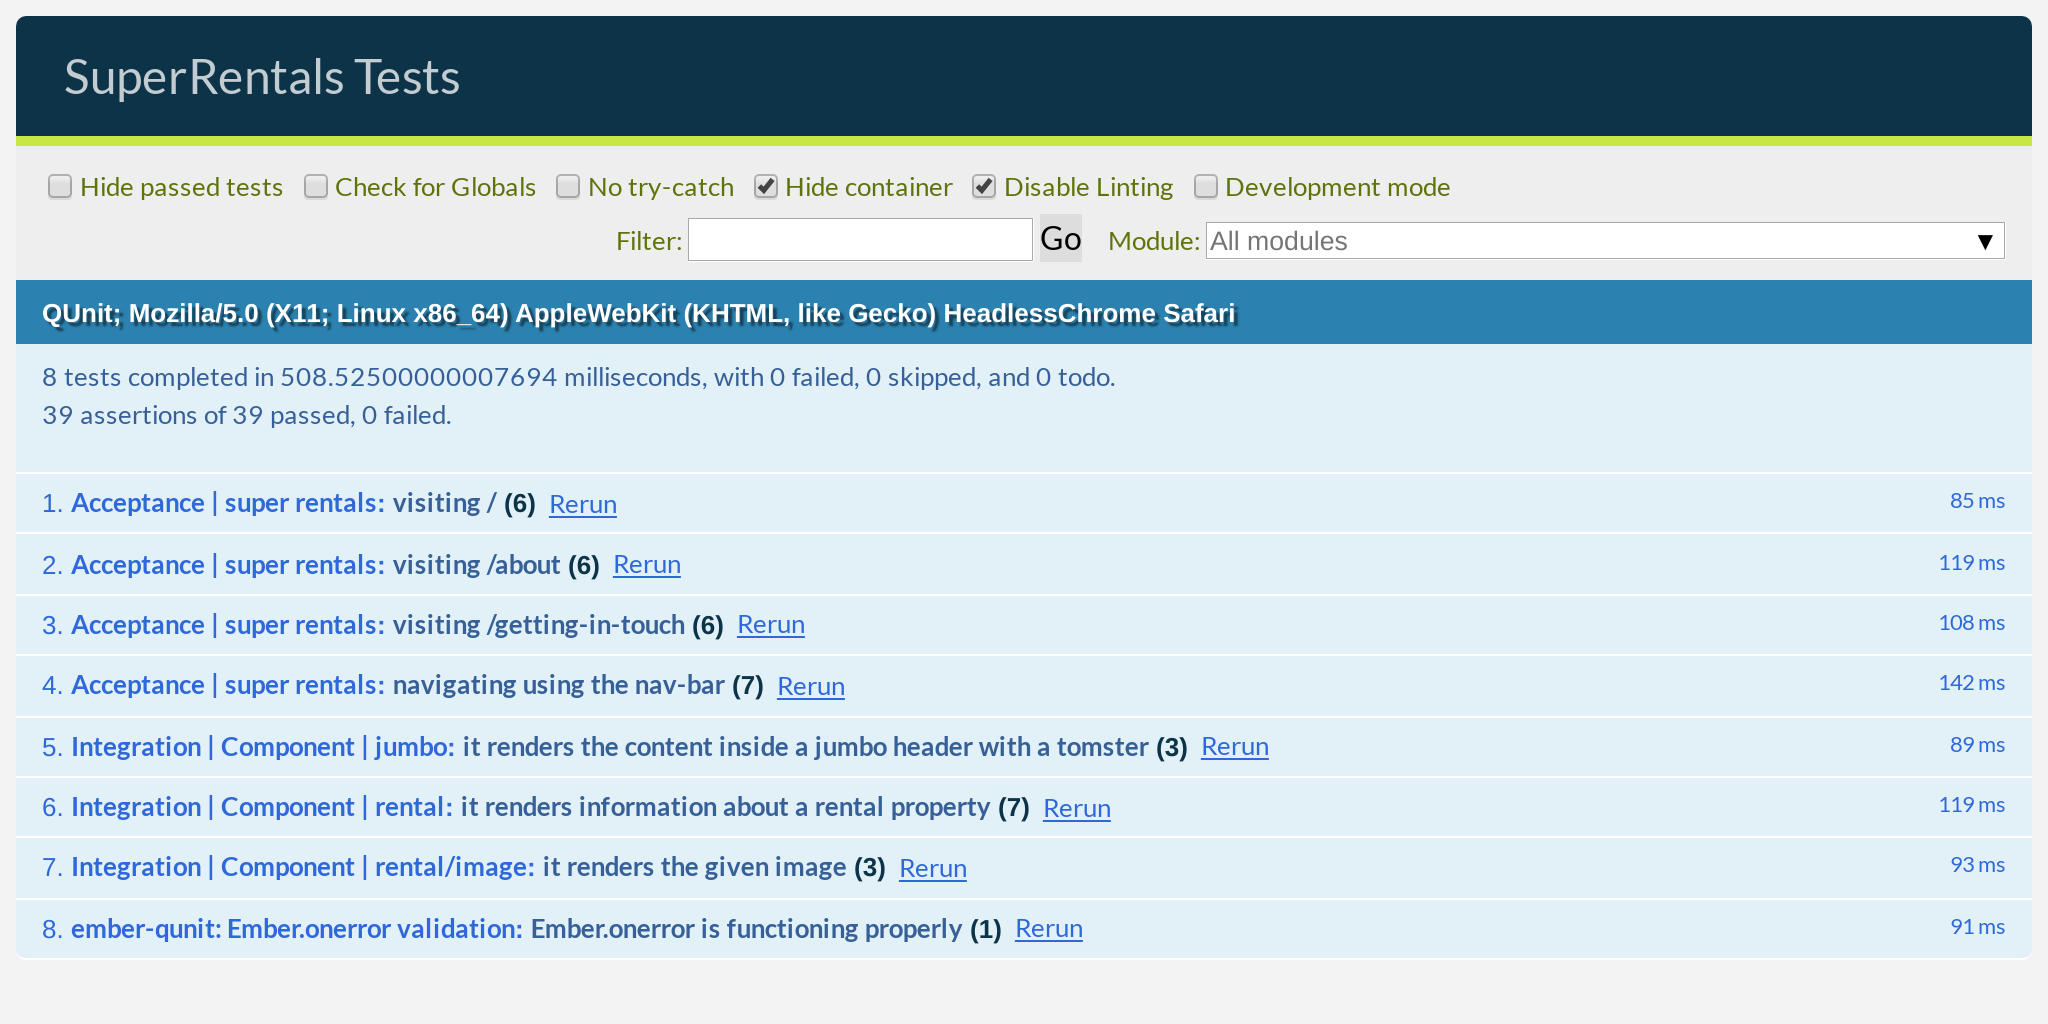 SuperRentals Tests
Hide passed tests Check for Globals No try-catch Hide container Disable Linting Development mode
Filter: Go Module: All modules ▼
QUnit; Mozilla/5.0 (X11; Linux x86_64) AppleWebKit (KHTML, like Gecko) HeadlessChrome Safari
8 tests completed in 508.52500000007694 milliseconds, with 0 failed, 0 skipped, and 0 todo.
39 assertions of 39 passed, 0 failed.
1. Acceptance | super rentals: visiting / (6) Rerun 85 ms
2. Acceptance | super rentals: visiting /about (6) Rerun 119 ms
3. Acceptance | super rentals: visiting /getting-in-touch (6) Rerun 108 ms
4. Acceptance | super rentals: navigating using the nav-bar (7) Rerun 142 ms
5. Integration | Component | jumbo: it renders the content inside a jumbo header with a tomster (3) Rerun 89 ms
6. Integration | Component | rental: it renders information about a rental property (7) Rerun 119 ms
7. Integration | Component | rental/image: it renders the given image (3) Rerun 93 ms
8. ember-qunit: Ember.onerror validation: Ember.onerror is functioning properly (1) Rerun 91 ms